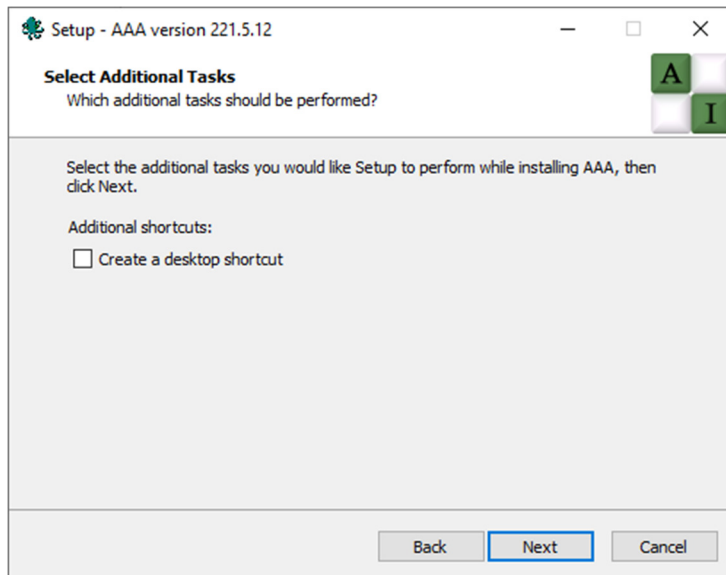 Setup - AAA version 221.5.12
Select Additional Tasks
Which additional tasks should be performed?
A
I
Select the additional tasks you would like Setup to perform while installing AAA, then
click Next.
Additional shortcuts:
Create a desktop shortcut
Back Next Cancel